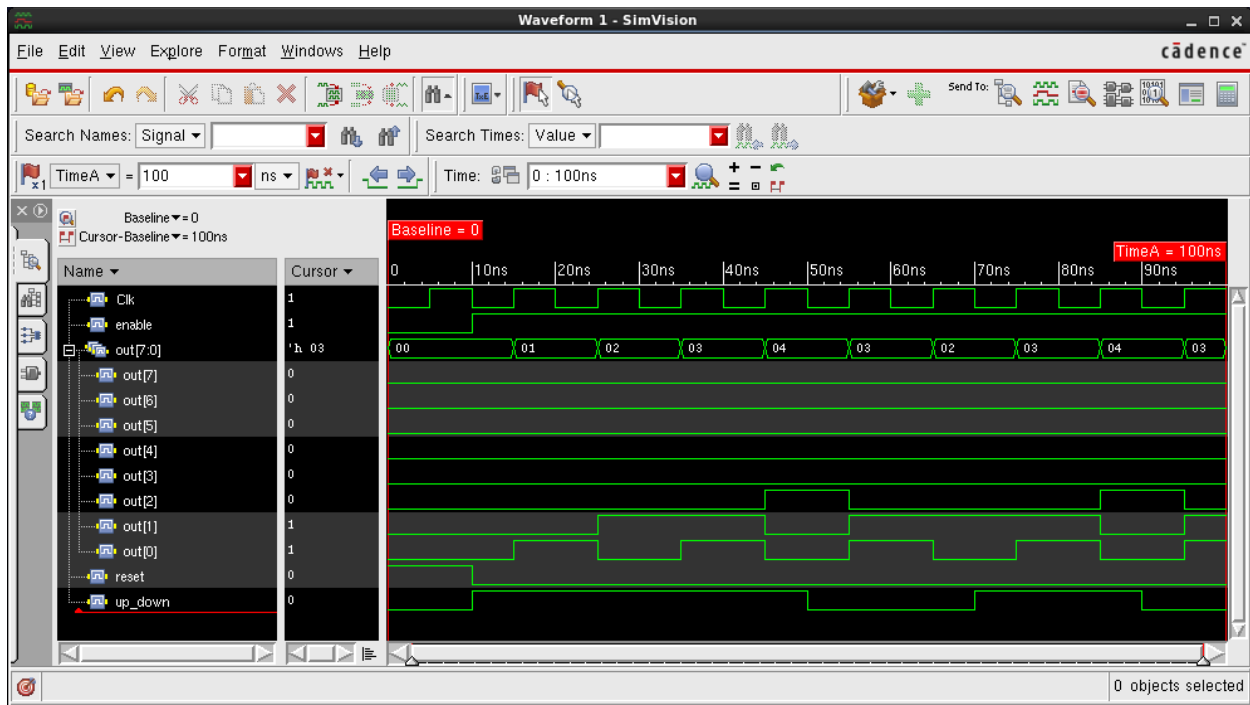 Waveform 1 - SimVision
File Edit View Explore Format Windows Help
cādence
Send To:
Search Names: Signal
Search Times: Value
x1 TimeA = 100 ns
Time: 0 : 100ns
Baseline = 0
Cursor-Baseline = 100ns
Baseline = 0
TimeA = 100ns
Name Cursor 0 10ns 20ns 30ns 40ns 50ns 60ns 70ns 80ns 90ns
Clk 1
enable 1
out[7:0] 'h 03 00 01 02 03 04 03 02 03 04 03
out[7] 0
out[6] 0
out[5] 0
out[4] 0
out[3] 0
out[2] 0
out[1] 1
out[0] 1
reset 0
up_down 0
0 objects selected